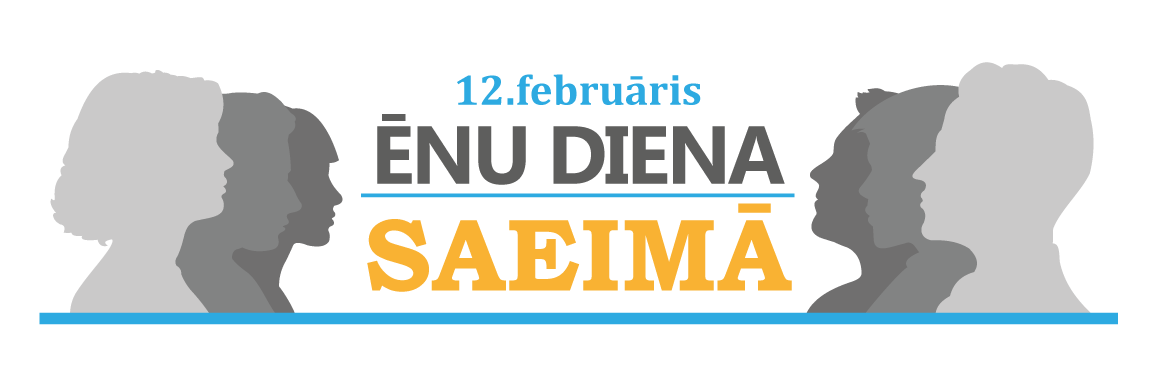 12.februāris
ĒNU DIENA
SAEIMĀ